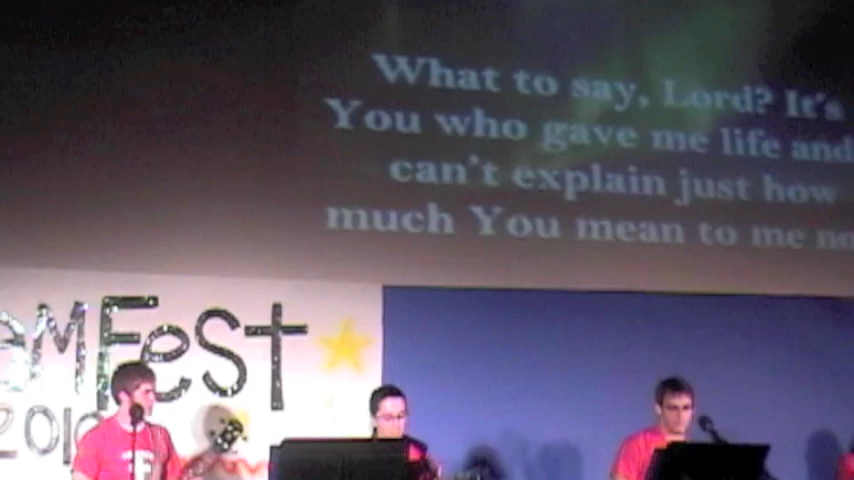 What to say, Lord? It's
You who gave me life and
can't explain just how
much You mean to me no
amFest
2010